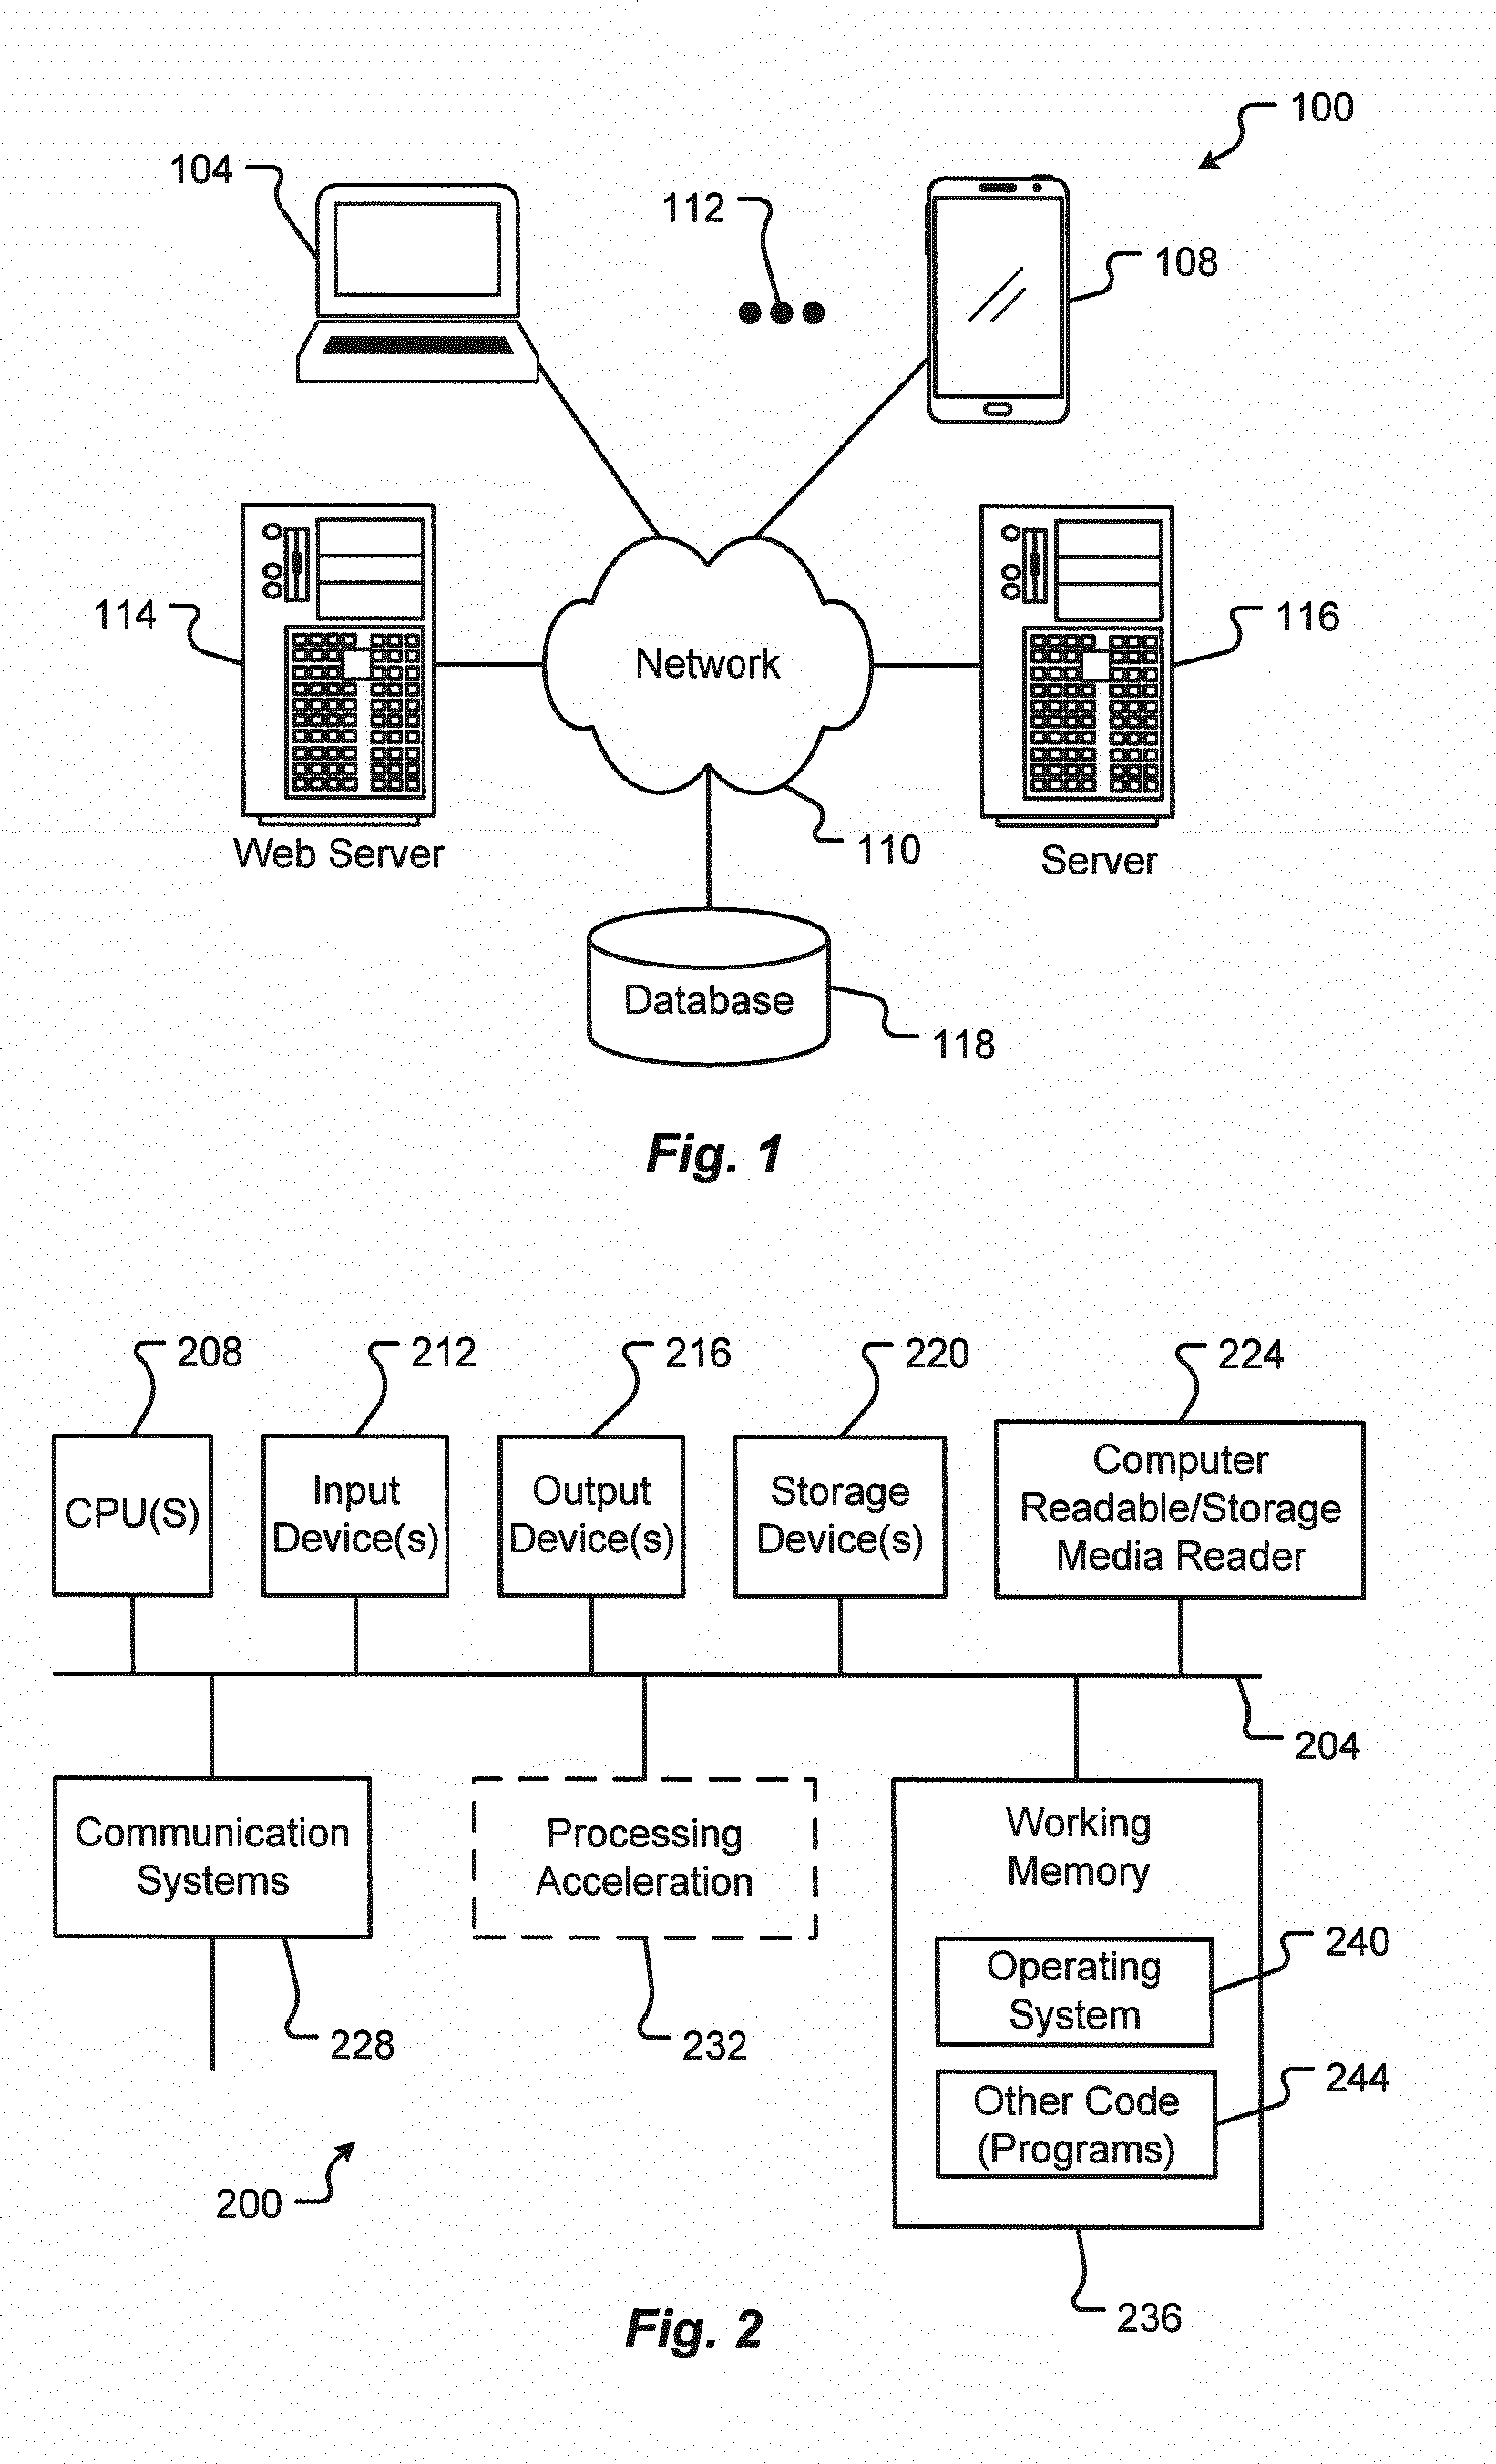 100
104
112
108
114
Network
116
Web Server
110
Server
Database
118
Fig. 1
208
212
216
220
224
CPU(S)
Input
Device(s)
Output
Device(s)
Storage
Device(s)
Computer
Readable/Storage
Media Reader
204
Communication
Systems
Processing
Acceleration
Working
Memory
Operating
System
240
228
232
Other Code
(Programs)
244
200
236
Fig. 2